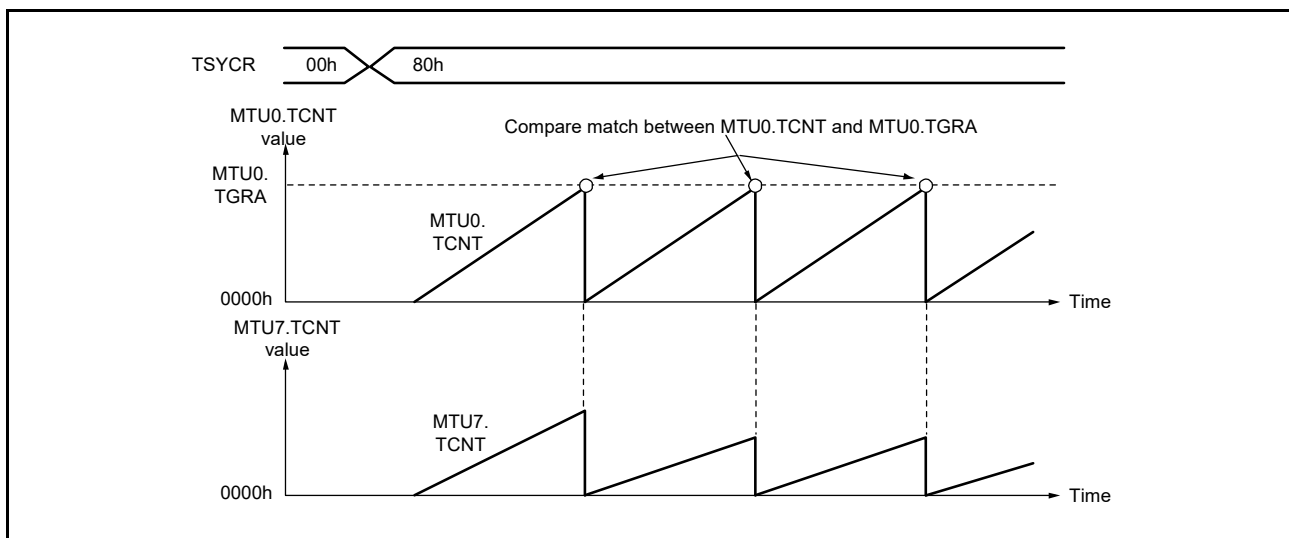 TSYCR 00h 80h
MTU0.TCNT
value
Compare match between MTU0.TCNT and MTU0.TGRA
MTU0.
TGRA
MTU0.
TCNT
0000h
Time
MTU7.TCNT
value
MTU7.
TCNT
0000h
Time